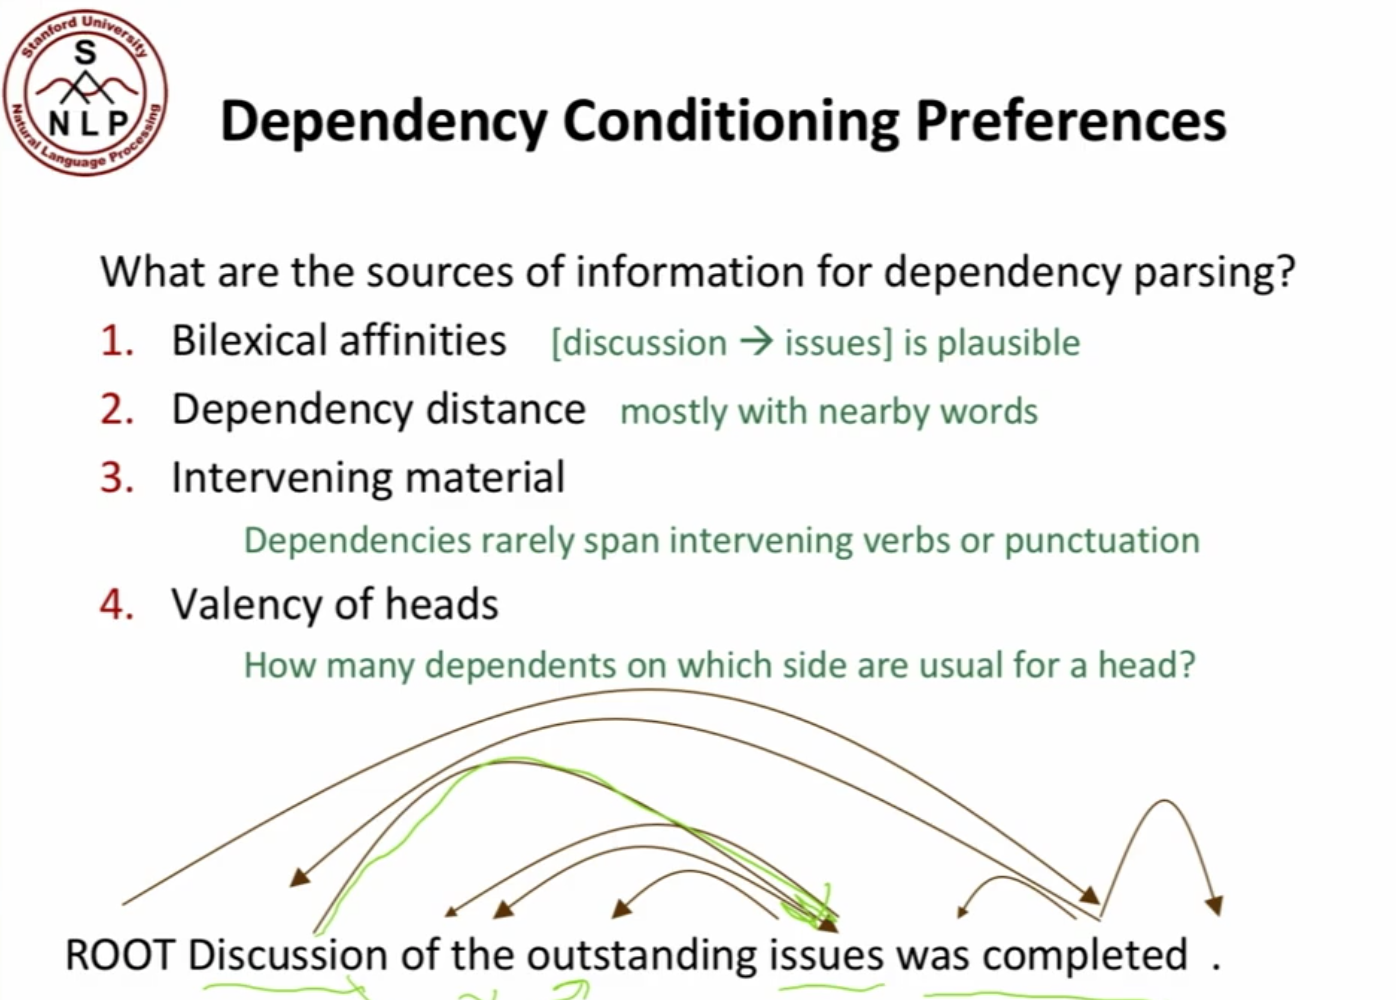 Stanford University
S
NLP
Natural Language Processing
Dependency Conditioning Preferences
What are the sources of information for dependency parsing?
1. Bilexical affinities [discussion → issues] is plausible
2. Dependency distance mostly with nearby words
3. Intervening material
Dependencies rarely span intervening verbs or punctuation
4. Valency of heads
How many dependents on which side are usual for a head?
ROOT Discussion of the outstanding issues was completed .